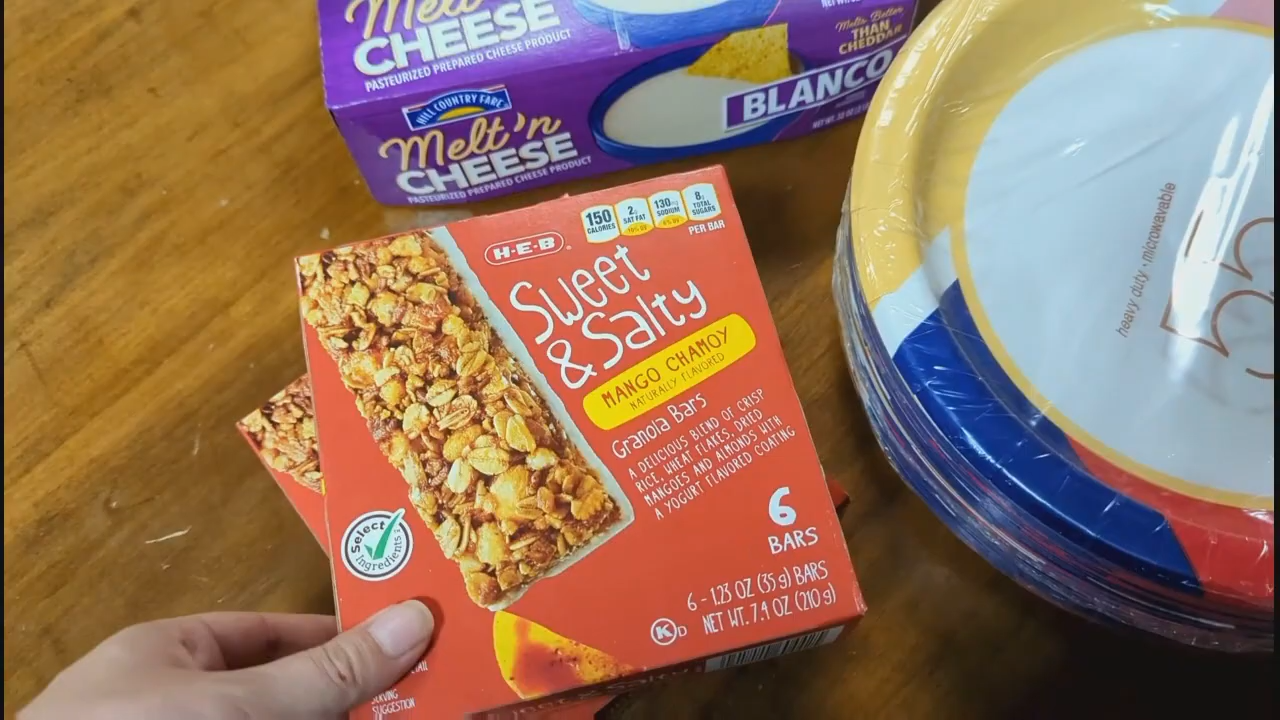 Melt'n
CHEESE
PASTEURIZED PREPARED CHEESE PRODUCT
Melts Better
THAN
CHEDDAR
BLANCO
HILL COUNTRY FARE
Melt'n
CHEESE
PASTEURIZED PREPARED CHEESE PRODUCT
H-E-B
150
CALORIES
2g
SAT FAT
10% DV
130mg
SODIUM
6% DV
8g
TOTAL
SUGARS
PER BAR
Sweet
& Salty
MANGO CHAMOY
NATURALLY FLAVORED
Granola Bars
A DELICIOUS BLEND OF CRISP
RICE, WHEAT FLAKES, DRIED
MANGOES AND ALMONDS WITH
A YOGURT FLAVORED COATING
6
BARS
Select
Ingredients
6 - 1.23 OZ (35 g) BARS
K D NET WT. 7.4 OZ (210 g)
SERVING
SUGGESTION
heavy duty • microwavable